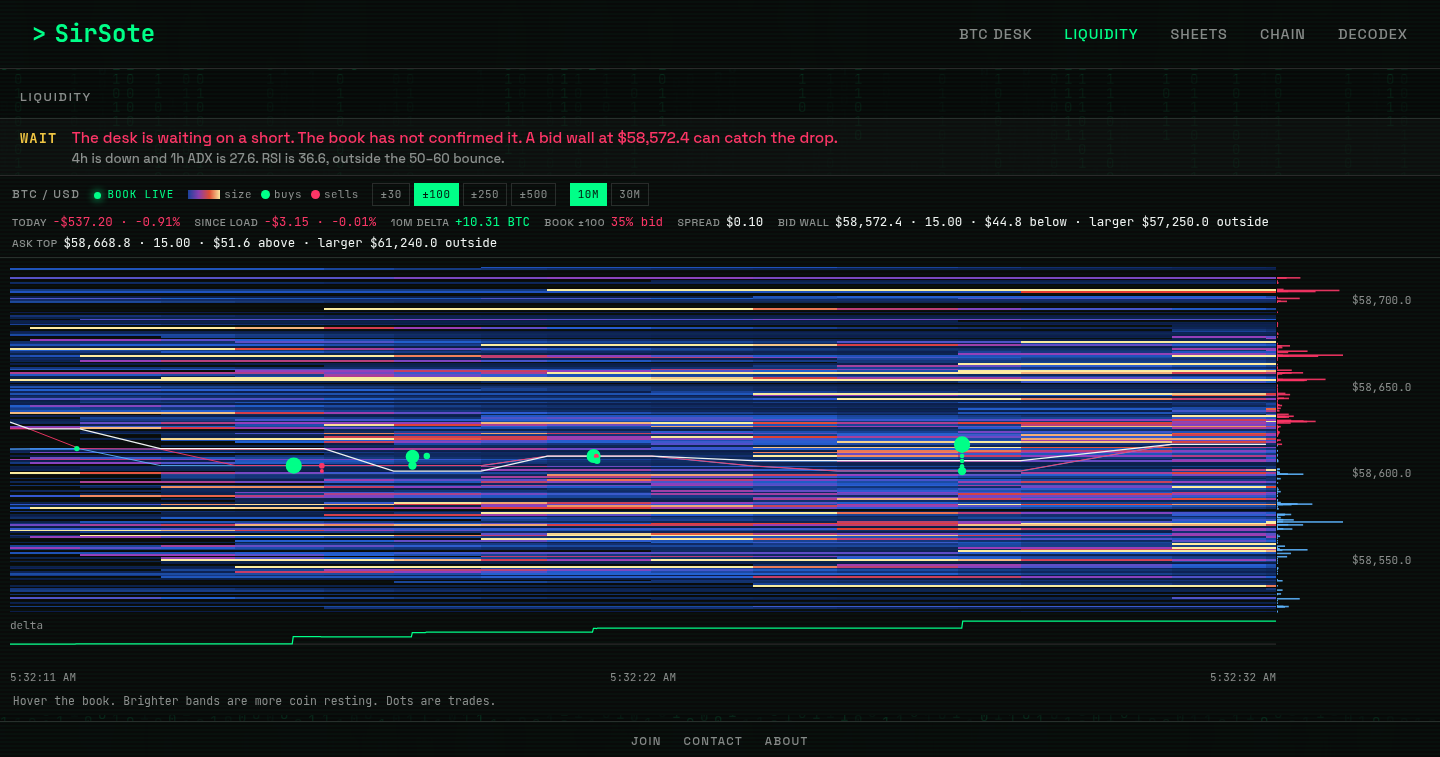 > SirSote
BTC DESK LIQUIDITY SHEETS CHAIN DECODEX
LIQUIDITY
WAIT The desk is waiting on a short. The book has not confirmed it. A bid wall at $58,572.4 can catch the drop.
4h is down and 1h ADX is 27.6. RSI is 36.6, outside the 50–60 bounce.
BTC / USD BOOK LIVE size buys sells ±30 ±100 ±250 ±500 10M 30M
TODAY -$537.20 · -0.91% SINCE LOAD -$3.15 · -0.01% 10M DELTA +10.31 BTC BOOK ±100 35% bid SPREAD $0.10 BID WALL $58,572.4 · 15.00 · $44.8 below · larger $57,250.0 outside
ASK TOP $58,668.8 · 15.00 · $51.6 above · larger $61,240.0 outside
$58,700.0
$58,650.0
$58,600.0
$58,550.0
delta
5:32:11 AM 5:32:22 AM 5:32:32 AM
Hover the book. Brighter bands are more coin resting. Dots are trades.
JOIN CONTACT ABOUT